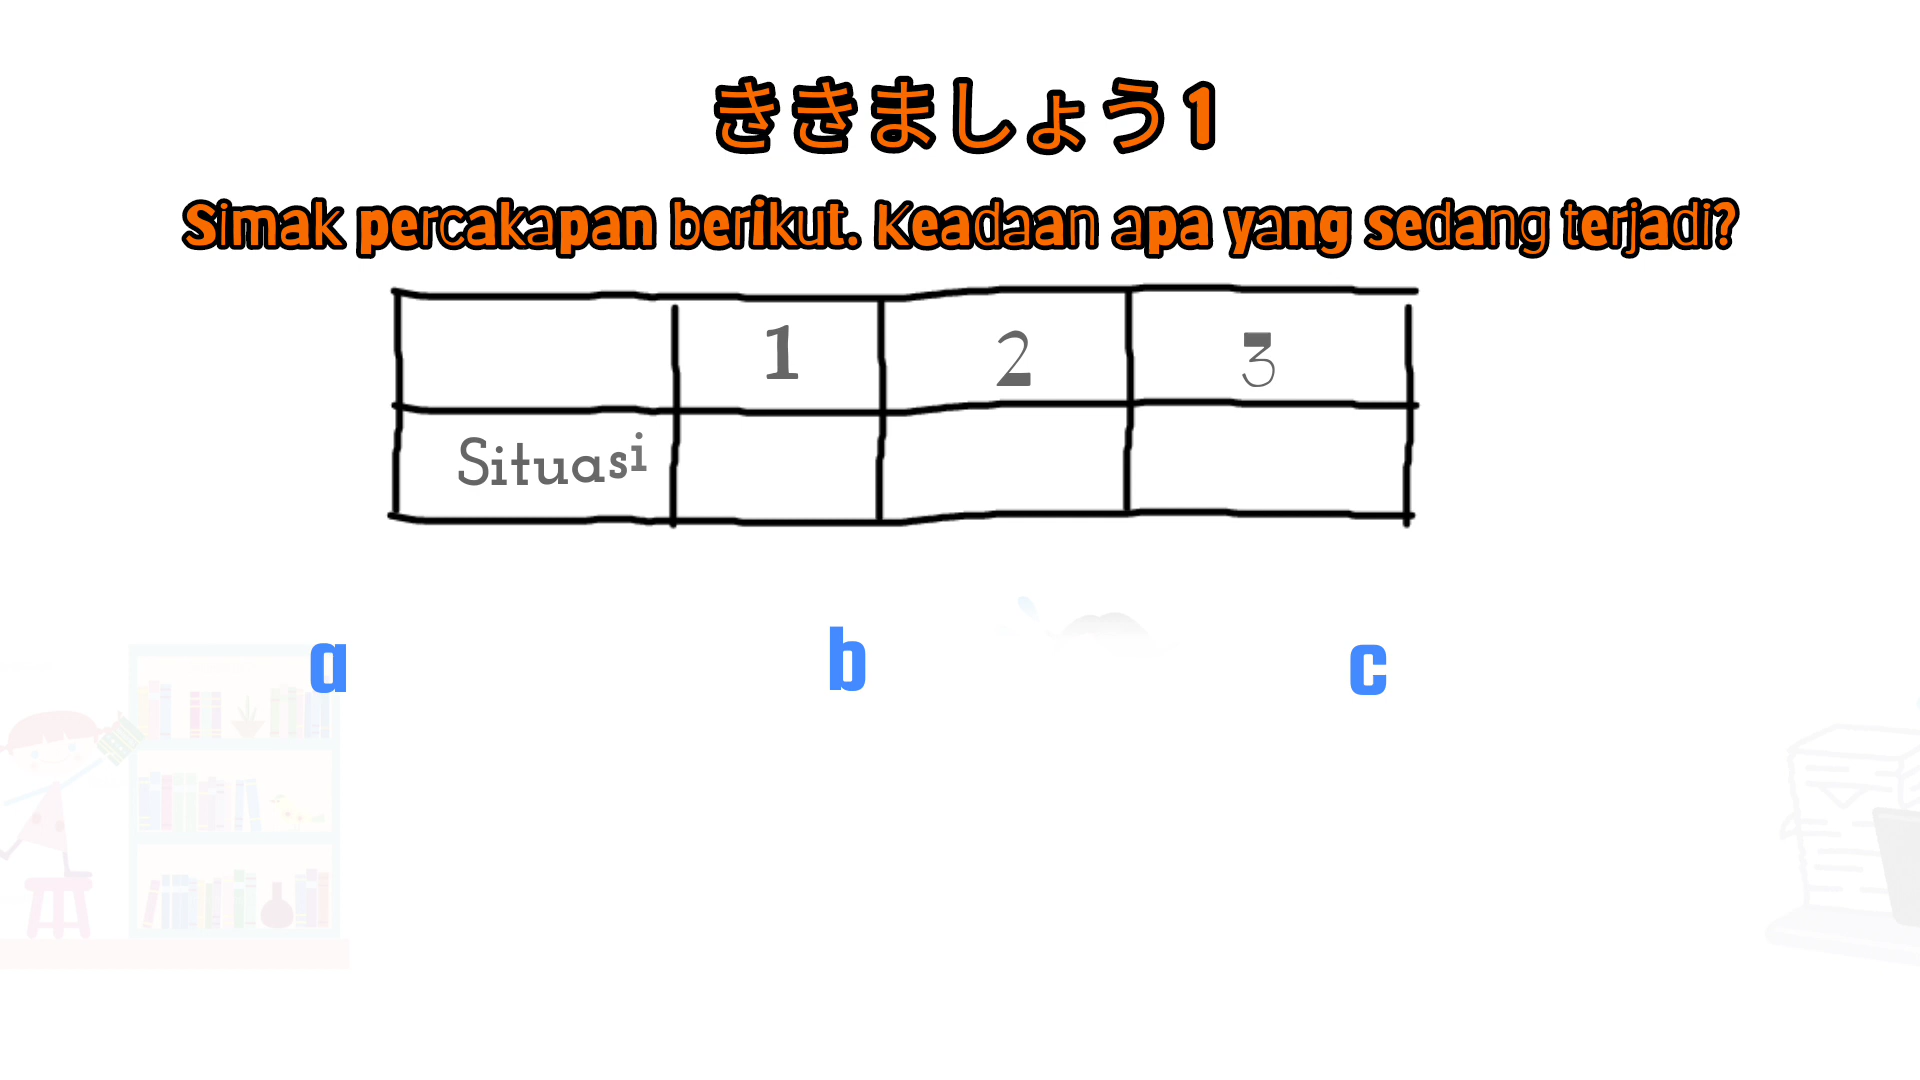 ききましょう1
Simak percakapan berikut. Keadaan apa yang sedang terjadi?
1 2 3
Situasi
a b c